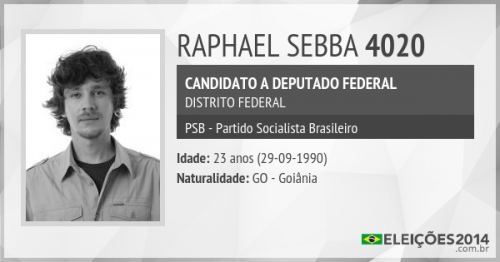 RAPHAEL SEBBA 4020
CANDIDATO A DEPUTADO FEDERAL
DISTRITO FEDERAL
PSB - Partido Socialista Brasileiro
Idade: 23 anos (29-09-1990)
Naturalidade: GO - Goiânia
ELEIÇÕES2014
.com.br